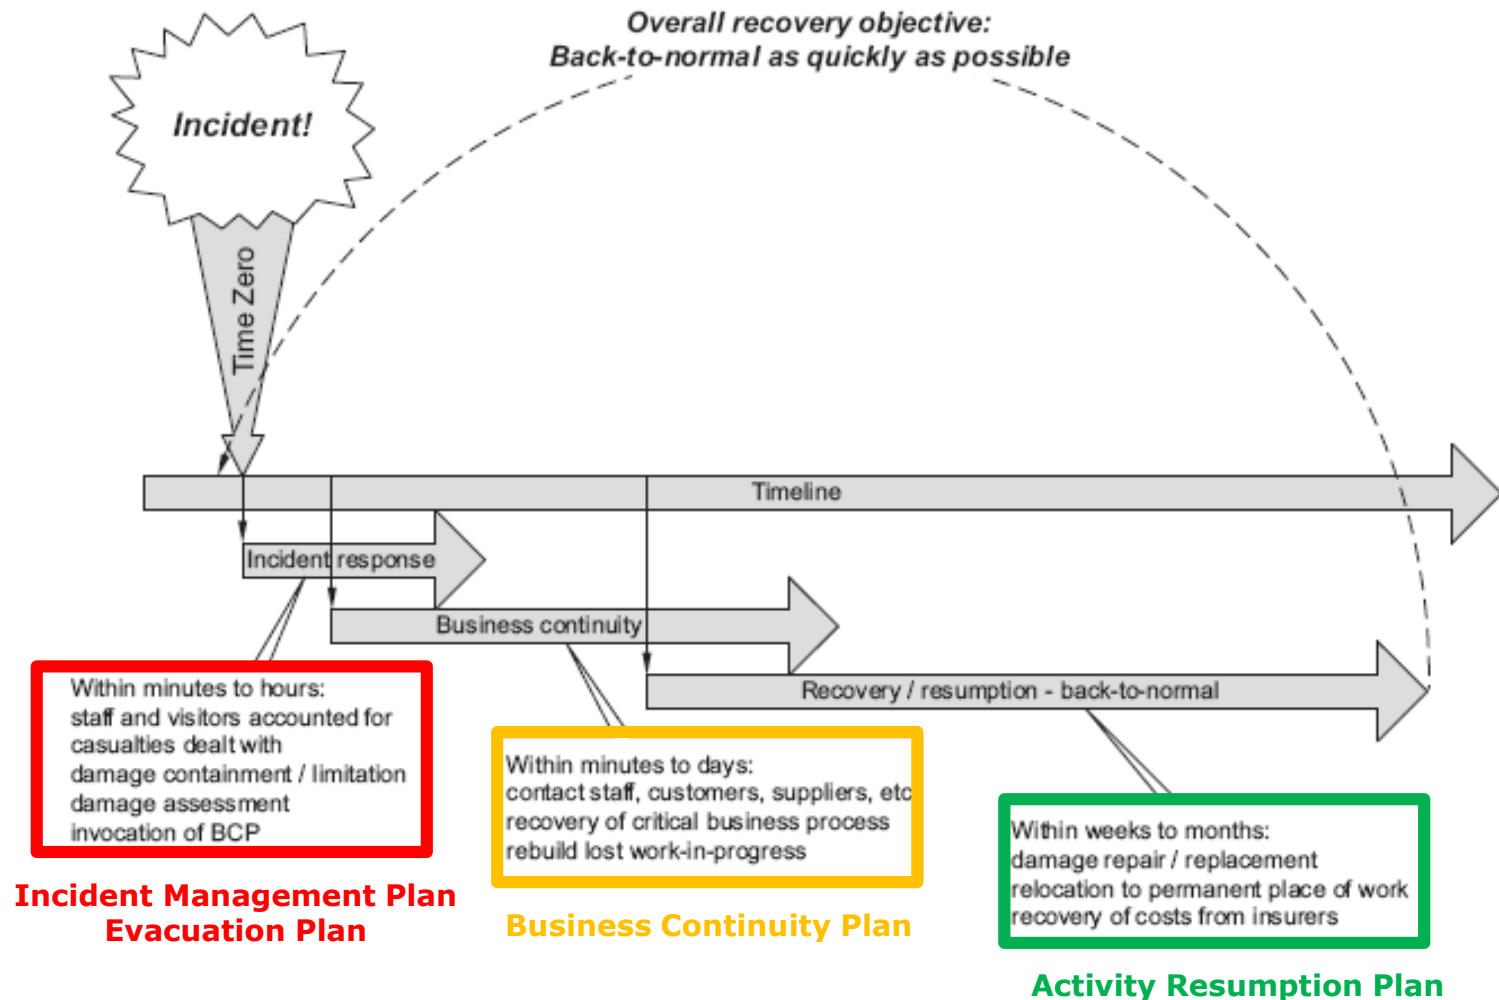 Overall recovery objective:
Back-to-normal as quickly as possible
Incident!
Time Zero
Timeline
Incident response
Business continuity
Recovery / resumption - back-to-normal
Within minutes to hours:
staff and visitors accounted for
casualties dealt with
damage containment / limitation
damage assessment
invocation of BCP
Incident Management Plan
Evacuation Plan
Within minutes to days:
contact staff, customers, suppliers, etc
recovery of critical business process
rebuild lost work-in-progress
Business Continuity Plan
Within weeks to months:
damage repair / replacement
relocation to permanent place of work
recovery of costs from insurers
Activity Resumption Plan